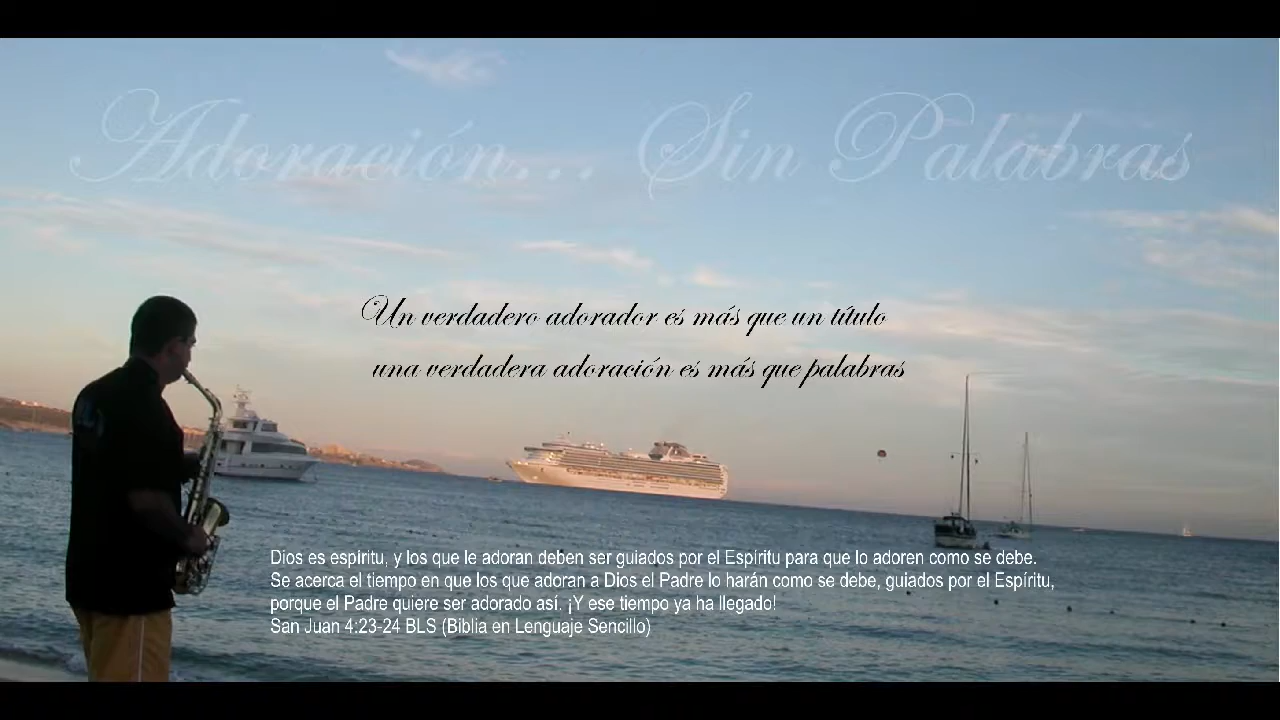 Adoración... Sin Palabras
Un verdadero adorador es más que un título
una verdadera adoración es más que palabras
Dios es espíritu, y los que le adoran deben ser guiados por el Espíritu para que lo adoren como se debe.
Se acerca el tiempo en que los que adoran a Dios el Padre lo harán como se debe, guiados por el Espíritu,
porque el Padre quiere ser adorado así. ¡Y ese tiempo ya ha llegado!
San Juan 4:23-24 BLS (Biblia en Lenguaje Sencillo)